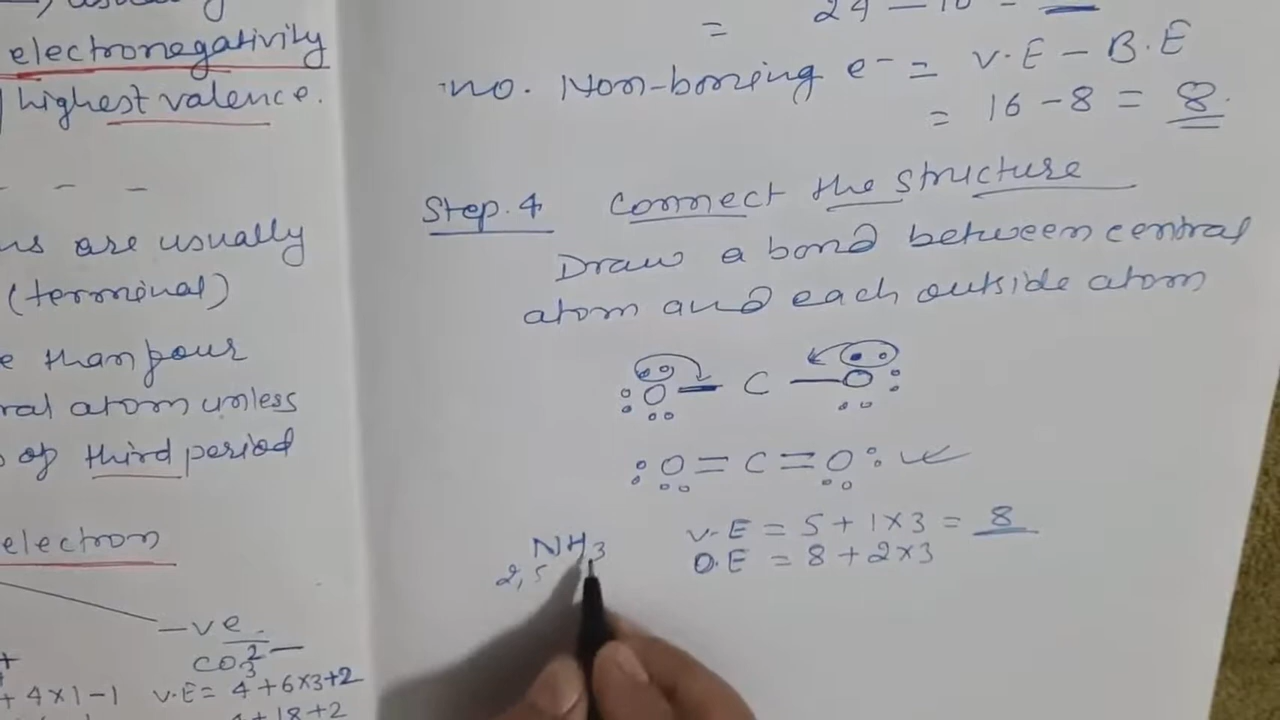 electronegativity
highest valence.
- - -
are usually
(terminal)
than four
atom unless
of third period
electron
-ve
CO3 2-
+ 4×1-1 V.E = 4+6×3+2
+18+2
= 24 - 16 =
no. Non-boning e- = V.E - B.E
= 16 - 8 = 8.
Step.4 Connect the structure
Draw a bond between central
atom and each outside atom
O - C - O
:O = C = O:
NH3 V.E = 5+1×3 = 8
2,5 O.E = 8+2×3